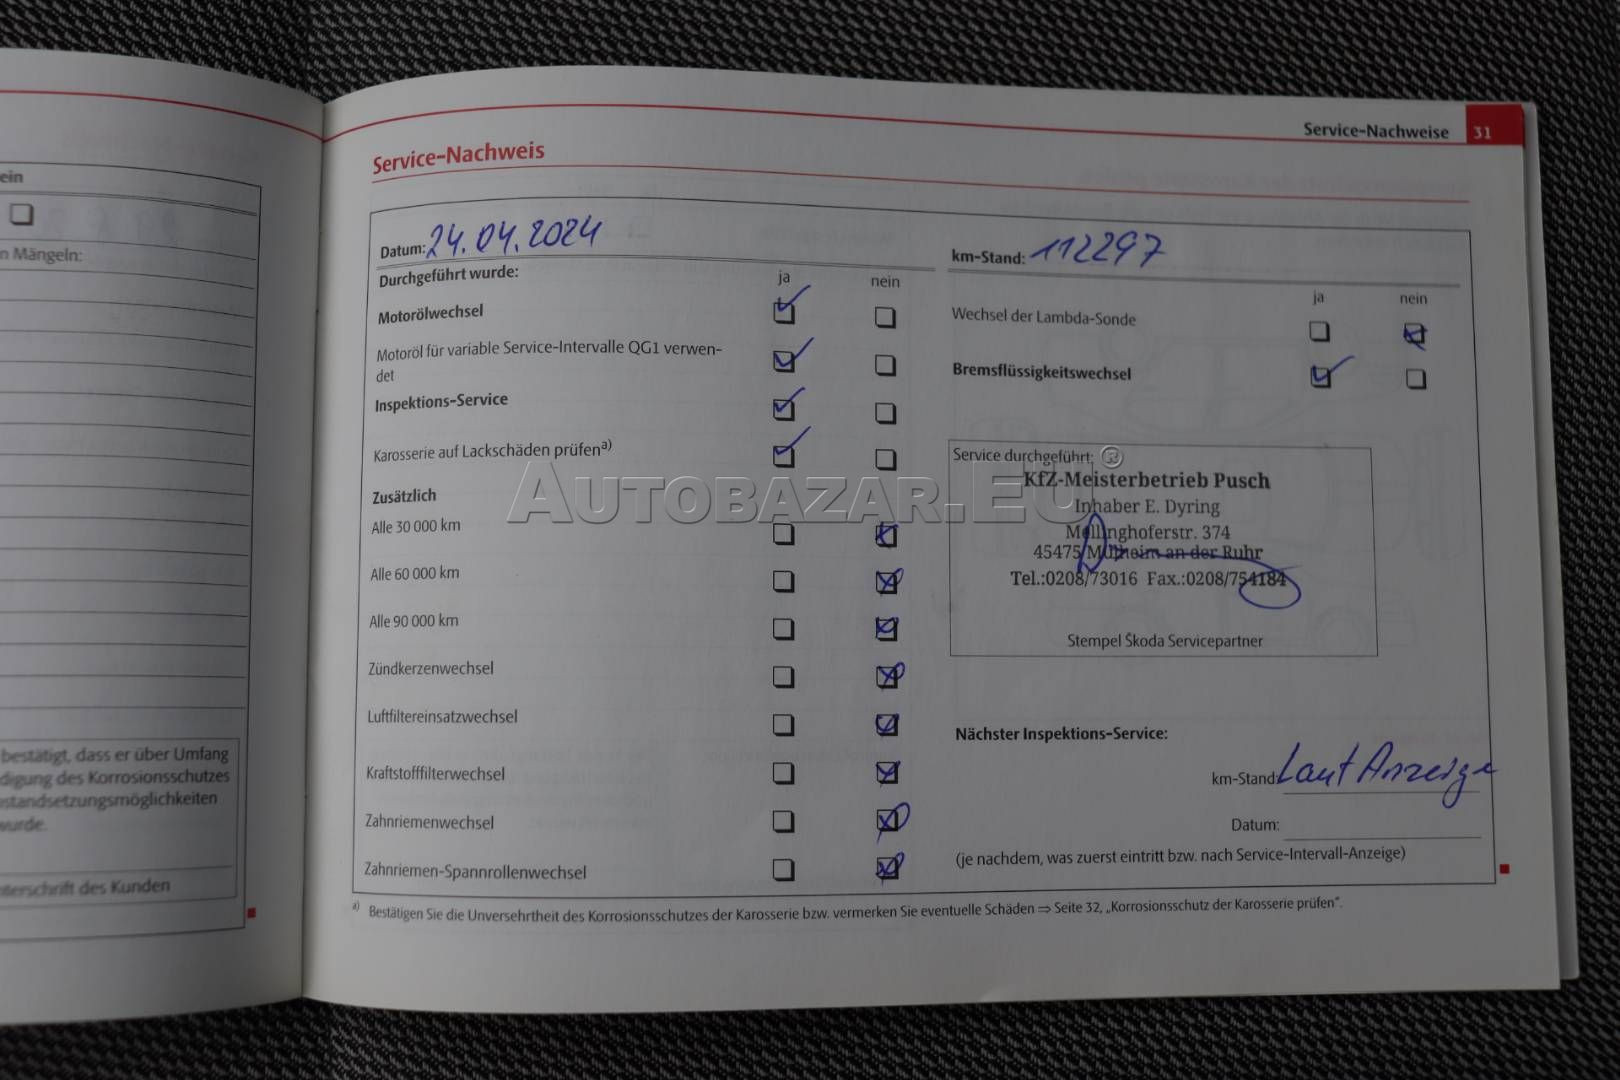 Service-Nachweise 31
Service-Nachweis
ein
n Mängeln:
bestätigt, dass er über Umfang
digung des Korrosionsschutzes
standsetzungsmöglichkeiten
wurde.
nterschrift des Kunden
Datum: 24.04.2024
Durchgeführt wurde:
ja nein
Motorölwechsel
Motoröl für variable Service-Intervalle QG1 verwen-
det
Inspektions-Service
Karosserie auf Lackschäden prüfen a)
Zusätzlich
Alle 30 000 km
Alle 60 000 km
Alle 90 000 km
Zündkerzenwechsel
Luftfiltereinsatzwechsel
Kraftstofffilterwechsel
Zahnriemenwechsel
Zahnriemen-Spannrollenwechsel
km-Stand: 112297
ja nein
Wechsel der Lambda-Sonde
Bremsflüssigkeitswechsel
Service durchgeführt:
KfZ-Meisterbetrieb Pusch
Inhaber E. Dyring
Mellinghoferstr. 374
45475 Mülheim an der Ruhr
Tel.:0208/73016 Fax.:0208/754184
Stempel Škoda Servicepartner
Nächster Inspektions-Service:
km-Stand: Laut Anzeige
Datum:
(je nachdem, was zuerst eintritt bzw. nach Service-Intervall-Anzeige)
a) Bestätigen Sie die Unversehrtheit des Korrosionsschutzes der Karosserie bzw. vermerken Sie eventuelle Schäden ⇒ Seite 32, „Korrosionsschutz der Karosserie prüfen“.
AUTOBAZAR.EU®